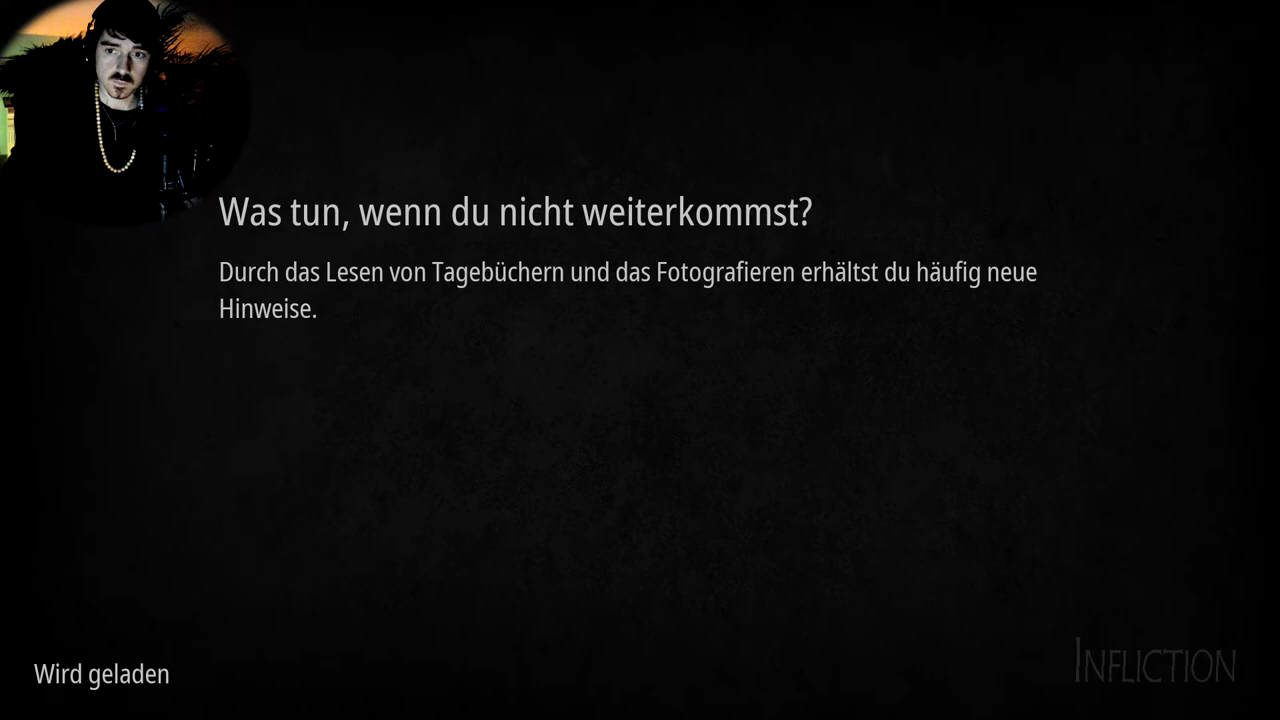 Was tun, wenn du nicht weiterkommst?
Durch das Lesen von Tagebüchern und das Fotografieren erhältst du häufig neue
Hinweise.
Wird geladen
INFLICTION